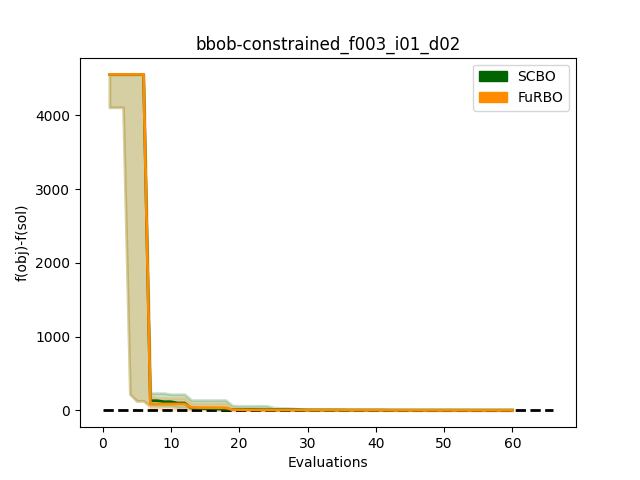 bbob-constrained_f003_i01_d02
SCBO
FuRBO
f(obj)-f(sol)
4000
3000
2000
1000
0
0 10 20 30 40 50 60
Evaluations